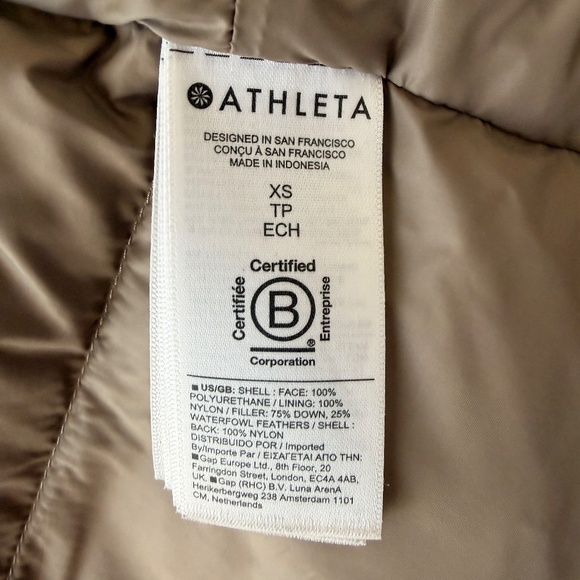 ATHLETA
DESIGNED IN SAN FRANCISCO
CONÇU À SAN FRANCISCO
MADE IN INDONESIA
XS
TP
ECH
Certified
Certifiée
B
Entreprise
®
Corporation
■ US/GB: SHELL : FACE: 100%
POLYURETHANE / LINING: 100%
NYLON / FILLER: 75% DOWN, 25%
WATERFOWL FEATHERS / SHELL :
BACK: 100% NYLON
DISTRIBUIDO POR / Imported
By/Importe Par / ΕΙΣΑΓΕΤΑΙ ΑΠΟ ΤΗΝ:
■Gap Europe Ltd., 8th Floor, 20
Farringdon Street, London, EC4A 4AB,
UK. ■Gap (RHC) B.V. Luna ArenA
Herikerbergweg 238 Amsterdam 1101
CM, Netherlands